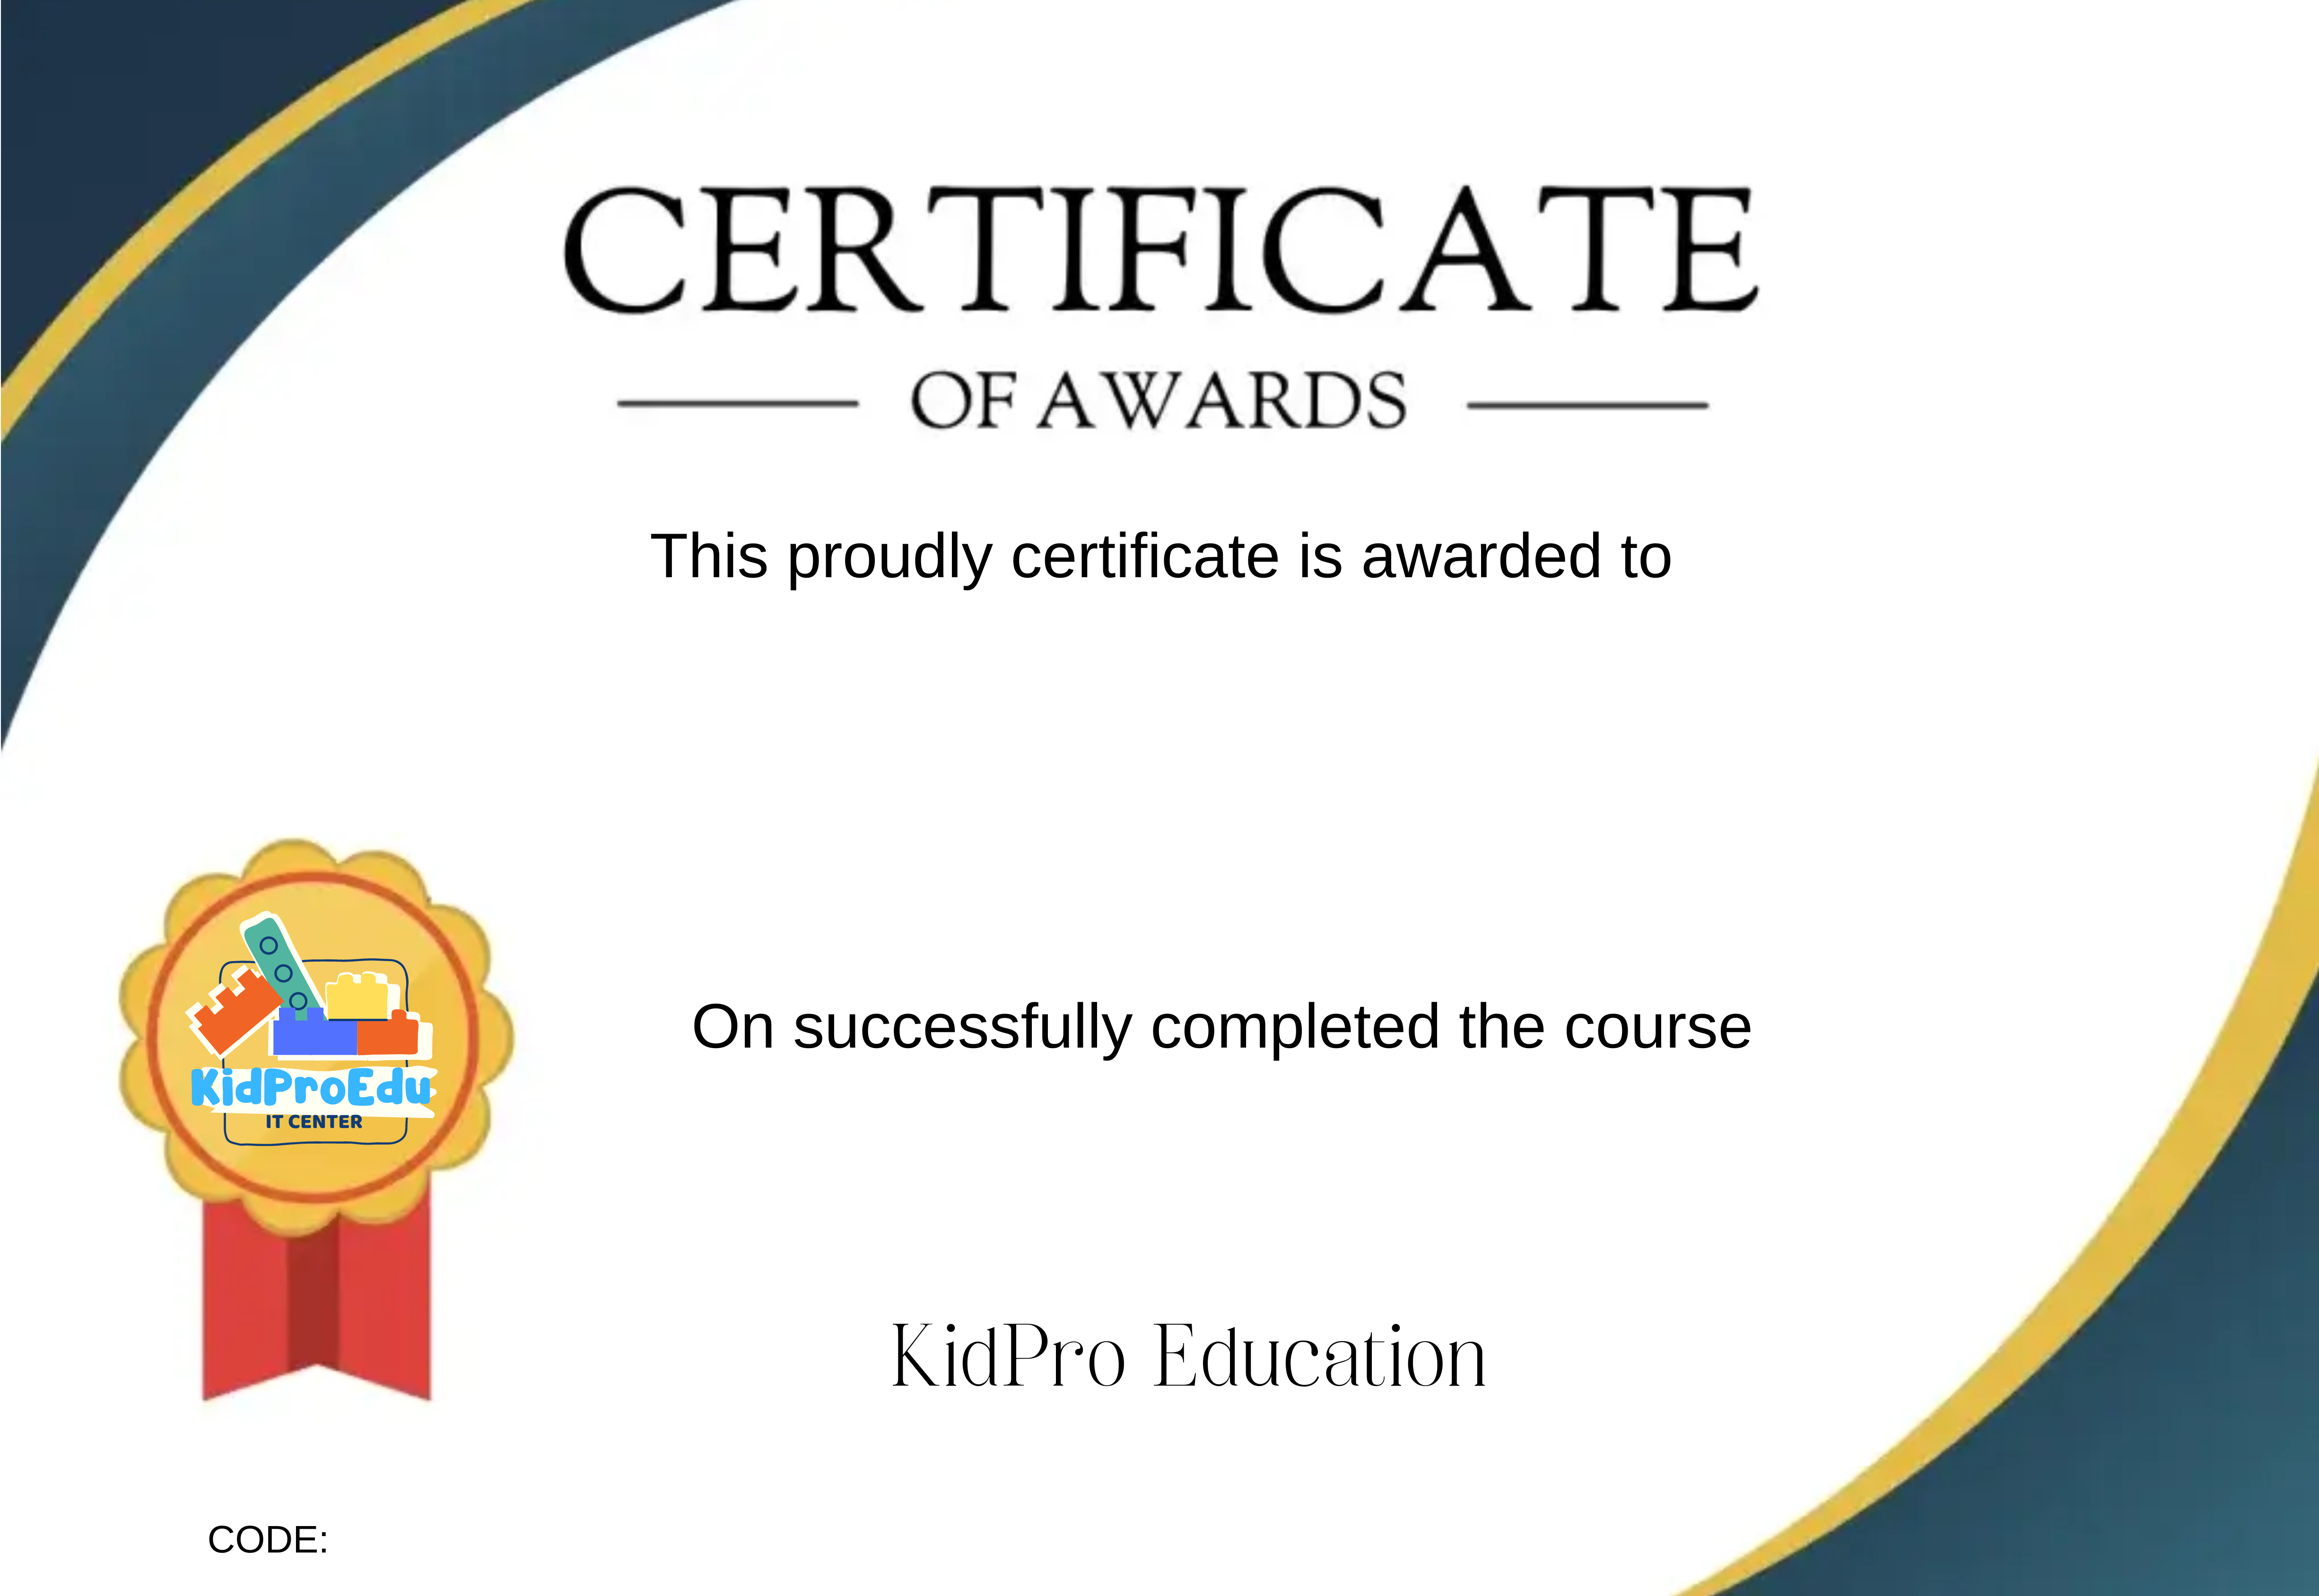 CERTIFICATE
OF AWARDS
This proudly certificate is awarded to
On successfully completed the course
KidProEdu
IT CENTER
KidPro Education
CODE: